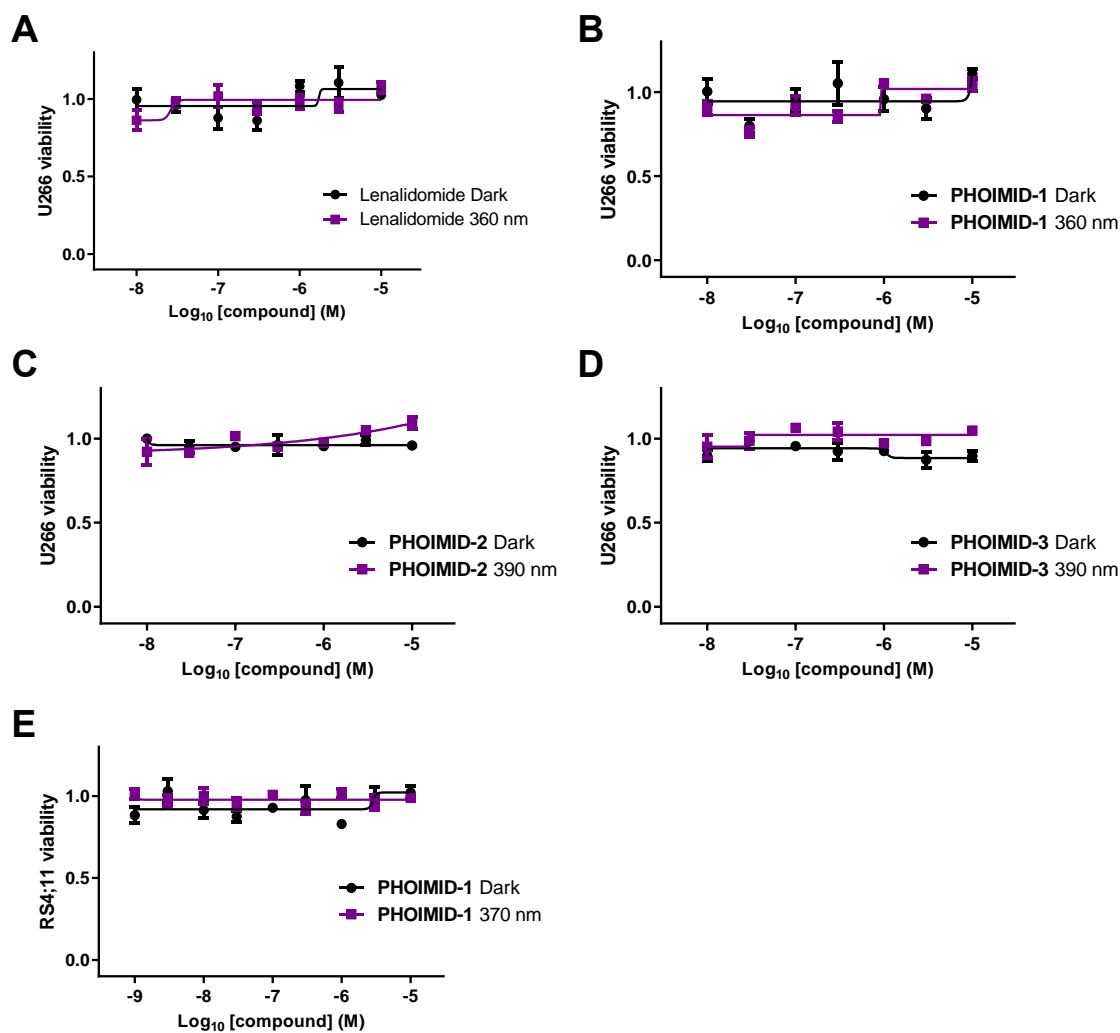 A
U266 viability
1.0
0.5
0.0
Lenalidomide Dark
Lenalidomide 360 nm
-8 -7 -6 -5
Log10 [compound] (M)
B
U266 viability
1.0
0.5
0.0
PHOIMID-1 Dark
PHOIMID-1 360 nm
-8 -7 -6 -5
Log10 [compound] (M)
C
U266 viability
1.0
0.5
0.0
PHOIMID-2 Dark
PHOIMID-2 390 nm
-8 -7 -6 -5
Log10 [compound] (M)
D
U266 viability
1.0
0.5
0.0
PHOIMID-3 Dark
PHOIMID-3 390 nm
-8 -7 -6 -5
Log10 [compound] (M)
E
RS4;11 viability
1.0
0.5
0.0
PHOIMID-1 Dark
PHOIMID-1 370 nm
-9 -8 -7 -6 -5
Log10 [compound] (M)